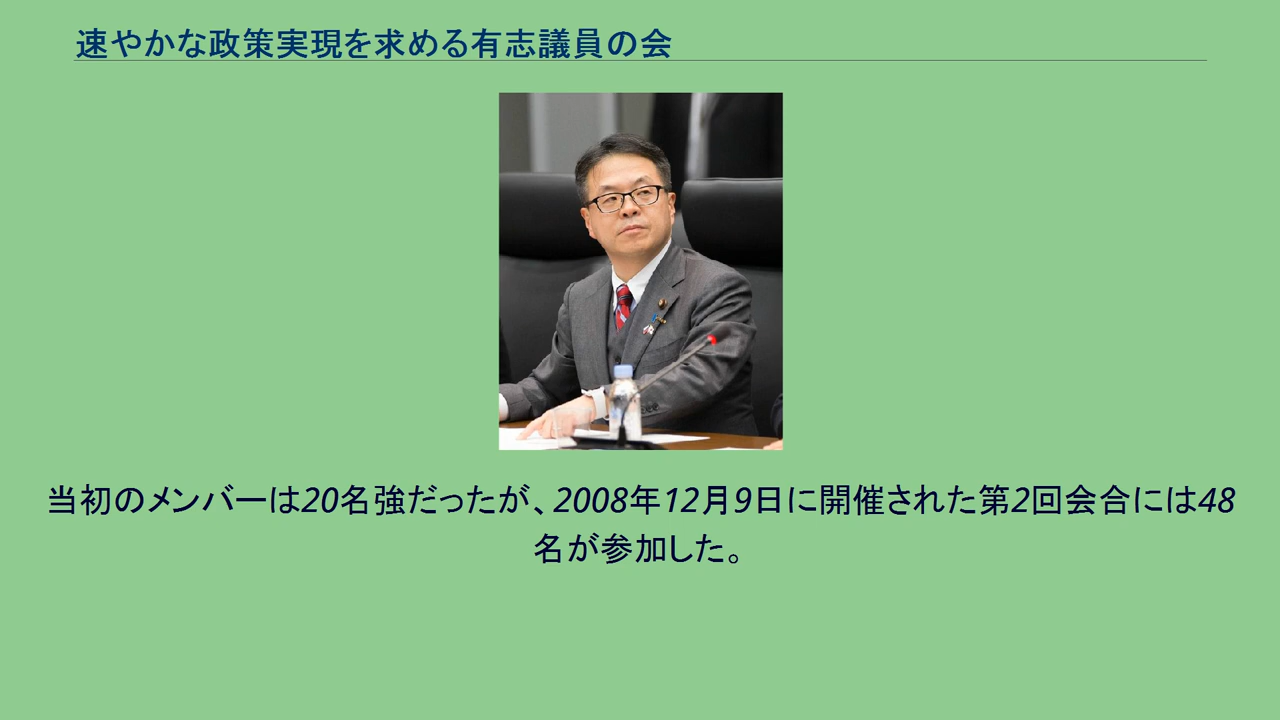 速やかな政策実現を求める有志議員の会
当初のメンバーは20名強だったが、2008年12月9日に開催された第2回会合には48
名が参加した。